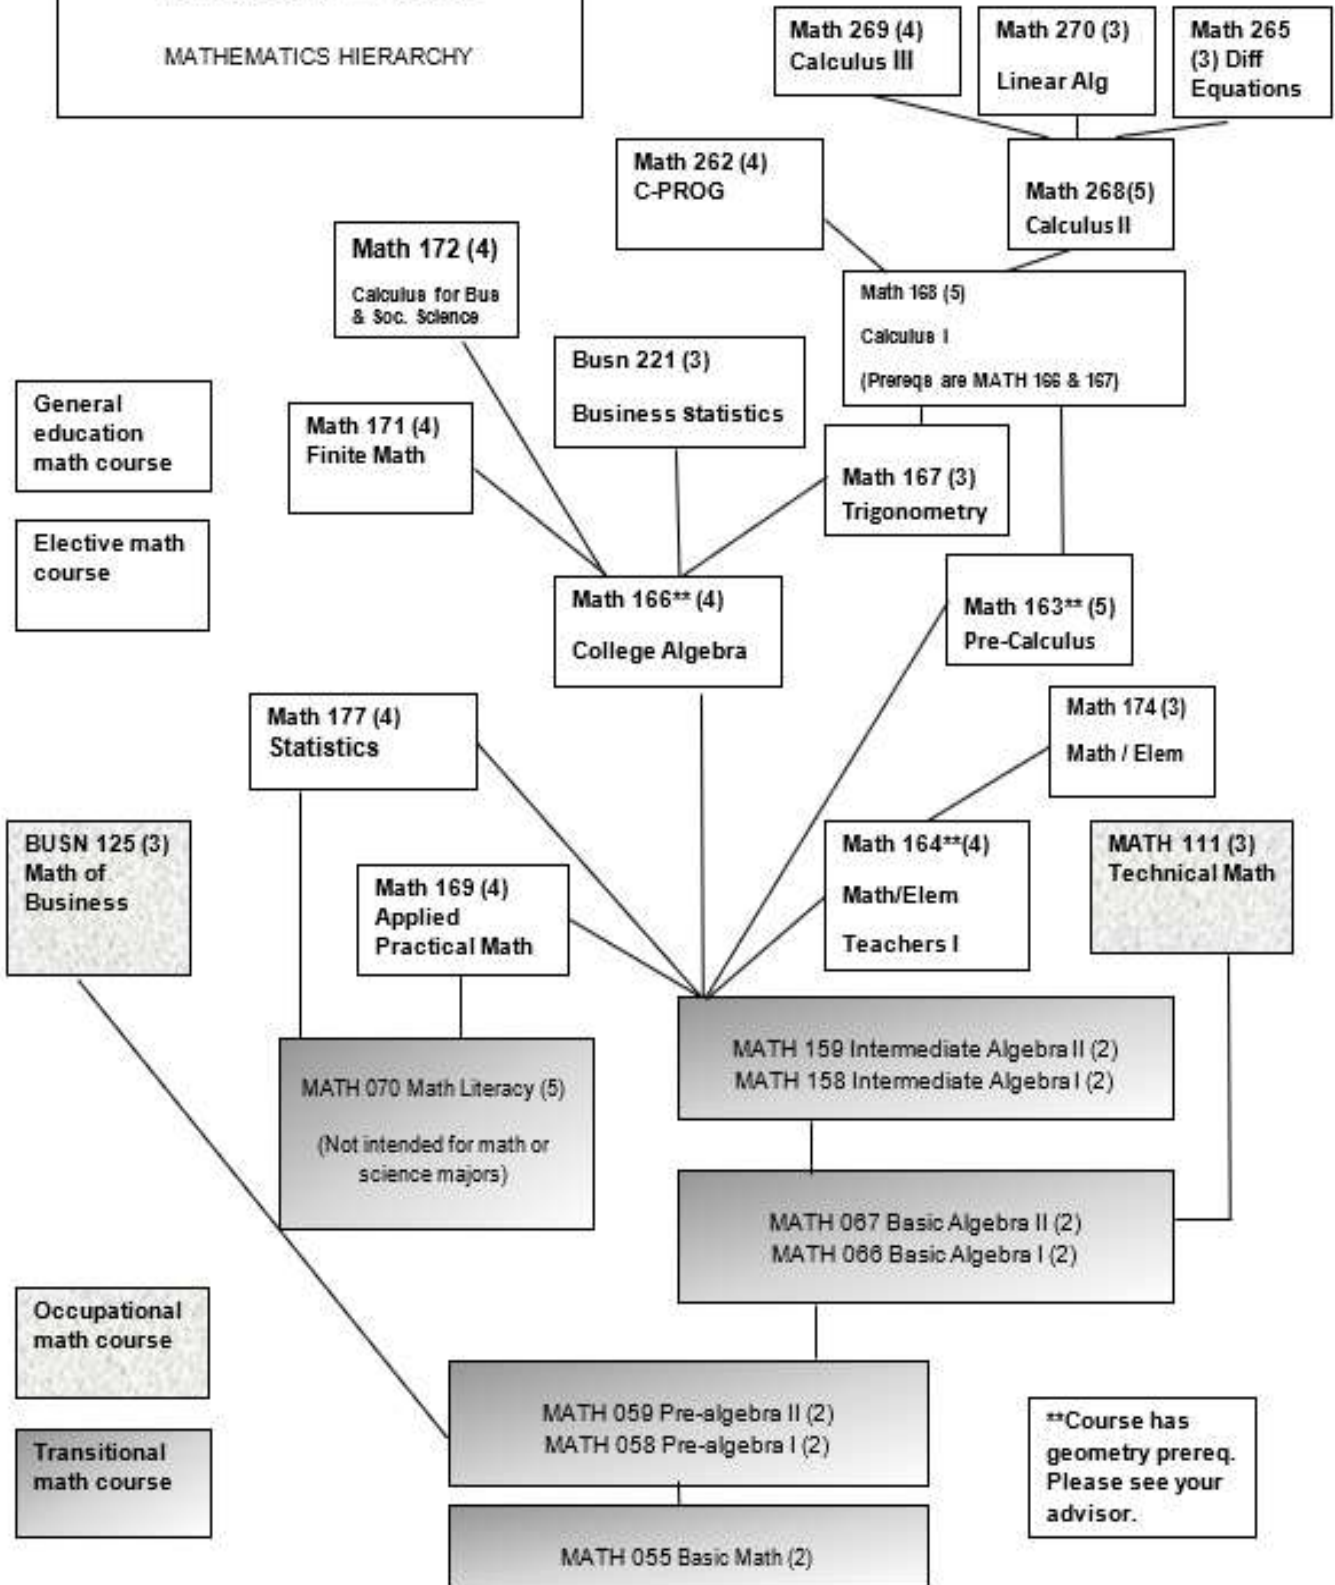 MATHEMATICS HIERARCHY
Math 269 (4)
Calculus III
Math 270 (3)
Linear Alg
Math 265
(3) Diff
Equations
Math 262 (4)
C-PROG
Math 268(5)
Calculus II
Math 172 (4)
Calculus for Bus
& Soc. Science
Math 168 (5)
Calculus I
(Prereqs are MATH 166 & 167)
Busn 221 (3)
Business Statistics
General
education
math course
Math 171 (4)
Finite Math
Math 167 (3)
Trigonometry
Elective math
course
Math 166** (4)
College Algebra
Math 163** (5)
Pre-Calculus
Math 177 (4)
Statistics
Math 174 (3)
Math / Elem
BUSN 125 (3)
Math of
Business
Math 169 (4)
Applied
Practical Math
Math 164**(4)
Math/Elem
Teachers I
MATH 111 (3)
Technical Math
MATH 159 Intermediate Algebra II (2)
MATH 158 Intermediate Algebra I (2)
MATH 070 Math Literacy (5)
(Not intended for math or
science majors)
MATH 067 Basic Algebra II (2)
MATH 066 Basic Algebra I (2)
Occupational
math course
MATH 059 Pre-algebra II (2)
MATH 058 Pre-algebra I (2)
Transitional
math course
**Course has
geometry prereq.
Please see your
advisor.
MATH 055 Basic Math (2)